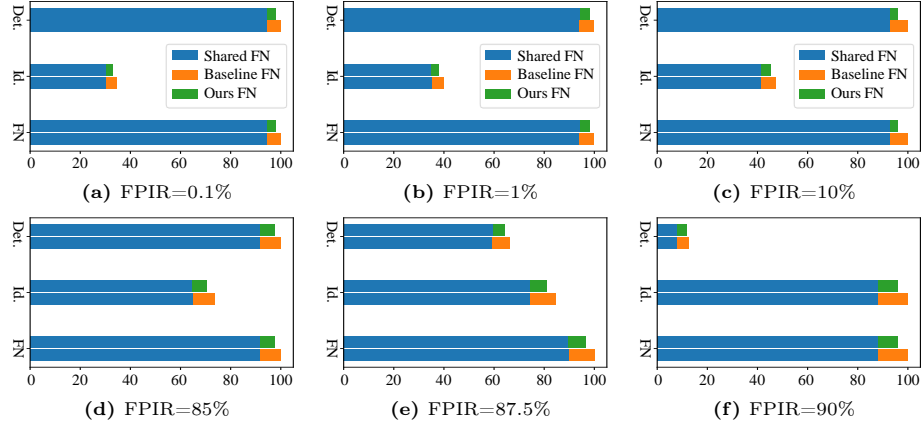 Det.
Id.
FN
Shared FN
Baseline FN
Ours FN
0 20 40 60 80 100
(a) FPIR=0.1%
Det.
Id.
FN
Shared FN
Baseline FN
Ours FN
0 20 40 60 80 100
(b) FPIR=1%
Det.
Id.
FN
Shared FN
Baseline FN
Ours FN
0 20 40 60 80 100
(c) FPIR=10%
Det.
Id.
FN
0 20 40 60 80 100
(d) FPIR=85%
Det.
Id.
FN
0 20 40 60 80 100
(e) FPIR=87.5%
Det.
Id.
FN
0 20 40 60 80 100
(f) FPIR=90%